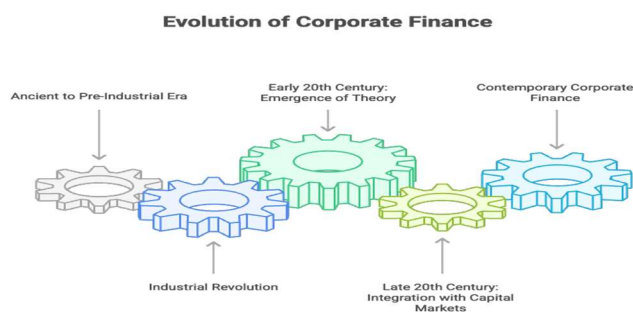 Evolution of Corporate Finance
Ancient to Pre-Industrial Era
Early 20th Century:
Emergence of Theory
Contemporary Corporate
Finance
Industrial Revolution
Late 20th Century:
Integration with Capital
Markets